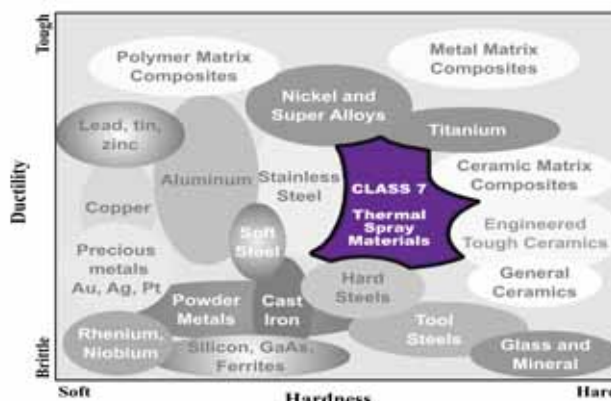 Tough
Polymer Matrix
Composites
Metal Matrix
Composites
Nickel and
Super Alloys
Lead, tin,
zinc
Titanium
Aluminum
Stainless
Steel
CLASS 7
Thermal
Spray
Materials
Ceramic Matrix
Composites
Ductility
Copper
Soft
Steel
Engineered
Tough Ceramics
Precious
metals
Au, Ag, Pt
Hard
Steels
General
Ceramics
Powder
Metals
Cast
Iron
Rhenium,
Niobium
Silicon, GaAs,
Ferrites
Tool
Steels
Glass and
Mineral
Brittle
Soft
Hardness
Hard